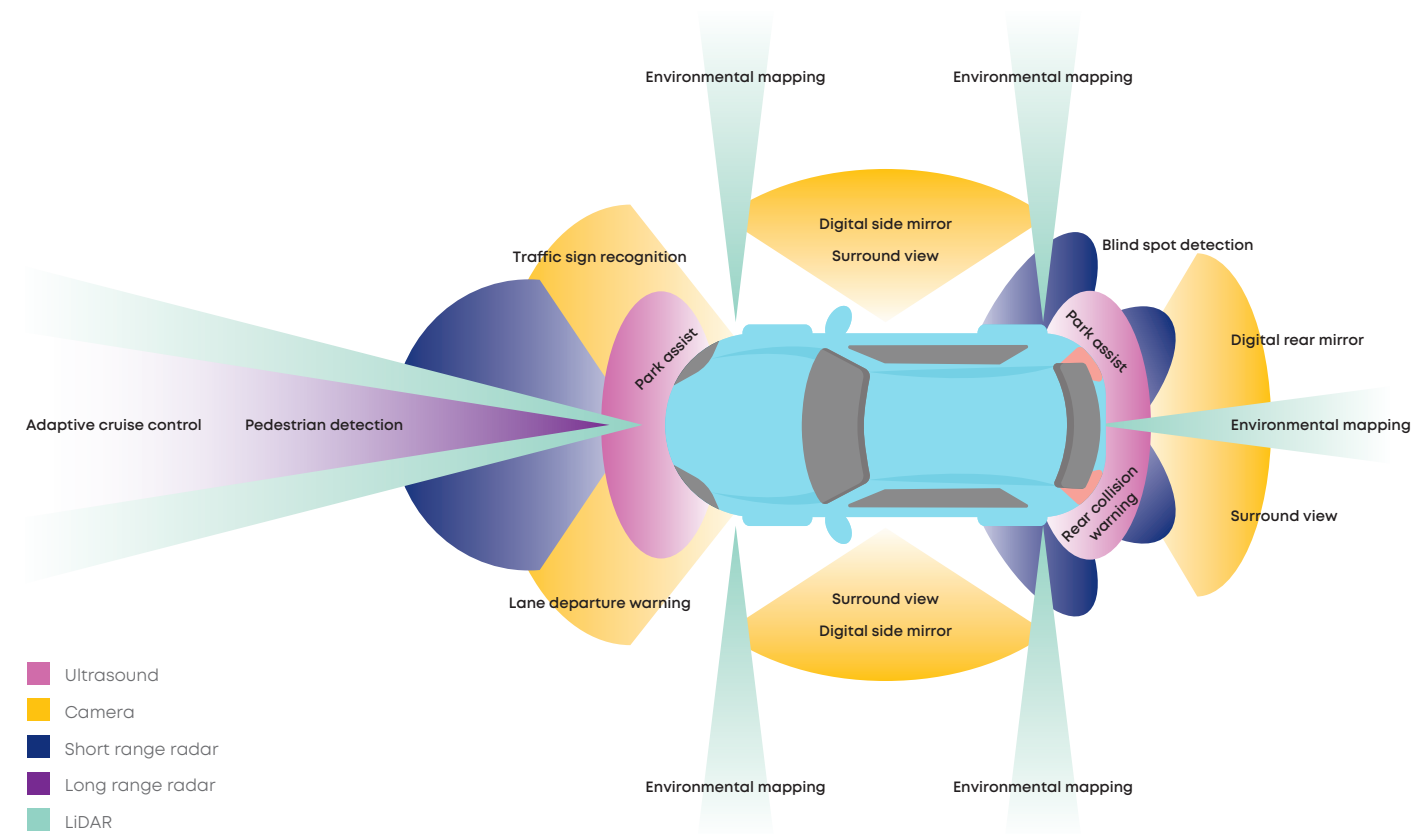 Environmental mapping
Environmental mapping
Digital side mirror
Surround view
Traffic sign recognition
Blind spot detection
Park assist
Park assist
Digital rear mirror
Adaptive cruise control
Pedestrian detection
Environmental mapping
Rear collision
warning
Surround view
Lane departure warning
Surround view
Digital side mirror
Environmental mapping
Environmental mapping
Ultrasound
Camera
Short range radar
Long range radar
LiDAR